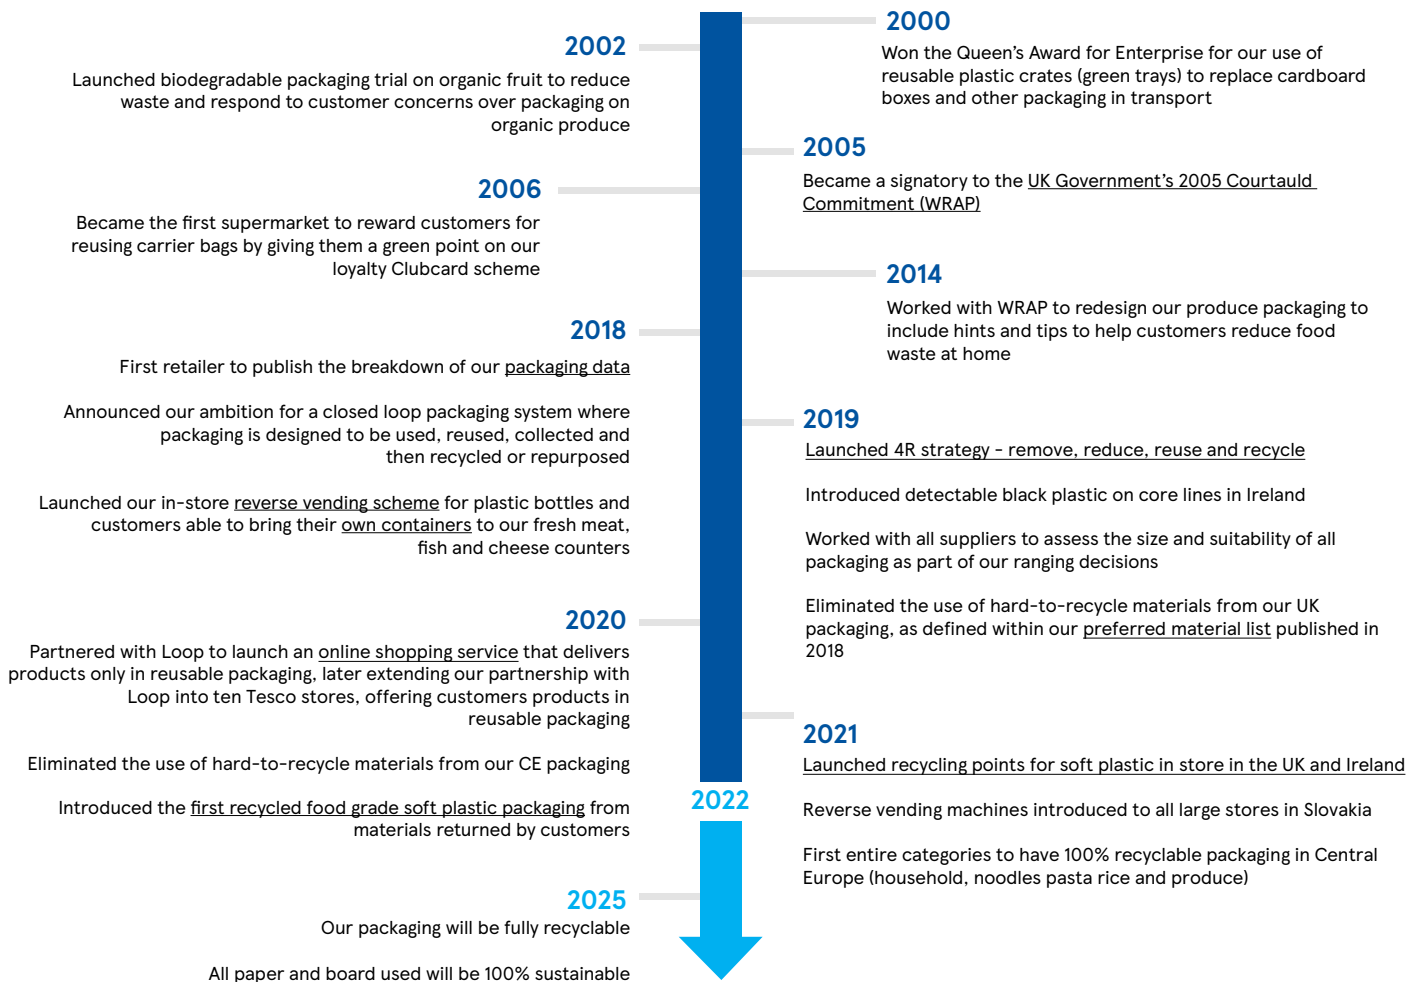 2000
Won the Queen’s Award for Enterprise for our use of
reusable plastic crates (green trays) to replace cardboard
boxes and other packaging in transport
2002
Launched biodegradable packaging trial on organic fruit to reduce
waste and respond to customer concerns over packaging on
organic produce
2005
Became a signatory to the UK Government’s 2005 Courtauld
Commitment (WRAP)
2006
Became the first supermarket to reward customers for
reusing carrier bags by giving them a green point on our
loyalty Clubcard scheme
2014
Worked with WRAP to redesign our produce packaging to
include hints and tips to help customers reduce food
waste at home
2018
First retailer to publish the breakdown of our packaging data
Announced our ambition for a closed loop packaging system where
packaging is designed to be used, reused, collected and
then recycled or repurposed
Launched our in-store reverse vending scheme for plastic bottles and
customers able to bring their own containers to our fresh meat,
fish and cheese counters
2019
Launched 4R strategy - remove, reduce, reuse and recycle
Introduced detectable black plastic on core lines in Ireland
Worked with all suppliers to assess the size and suitability of all
packaging as part of our ranging decisions
Eliminated the use of hard-to-recycle materials from our UK
packaging, as defined within our preferred material list published in
2018
2020
Partnered with Loop to launch an online shopping service that delivers
products only in reusable packaging, later extending our partnership with
Loop into ten Tesco stores, offering customers products in
reusable packaging
Eliminated the use of hard-to-recycle materials from our CE packaging
Introduced the first recycled food grade soft plastic packaging from
materials returned by customers
2021
Launched recycling points for soft plastic in store in the UK and Ireland
Reverse vending machines introduced to all large stores in Slovakia
First entire categories to have 100% recyclable packaging in Central
Europe (household, noodles pasta rice and produce)
2022
2025
Our packaging will be fully recyclable
All paper and board used will be 100% sustainable